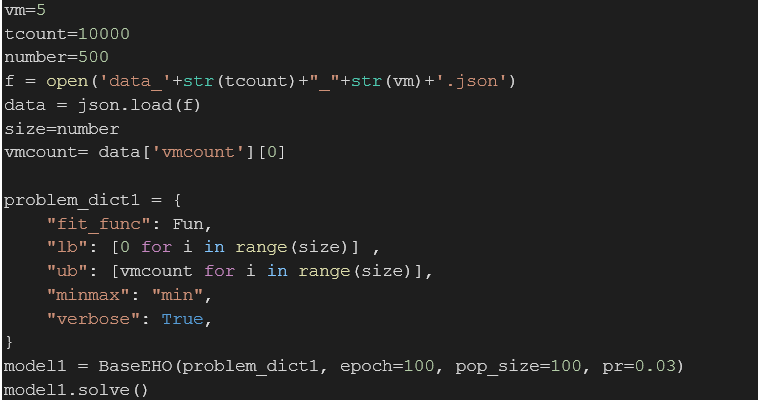 vm=5
tcount=10000
number=500
f = open('data_'+str(tcount)+"_"+str(vm)+'.json')
data = json.load(f)
size=number
vmcount= data['vmcount'][0]

problem_dict1 = {
    "fit_func": Fun,
    "lb": [0 for i in range(size)] ,
    "ub": [vmcount for i in range(size)],
    "minmax": "min",
    "verbose": True,
}
model1 = BaseEHO(problem_dict1, epoch=100, pop_size=100, pr=0.03)
model1.solve()